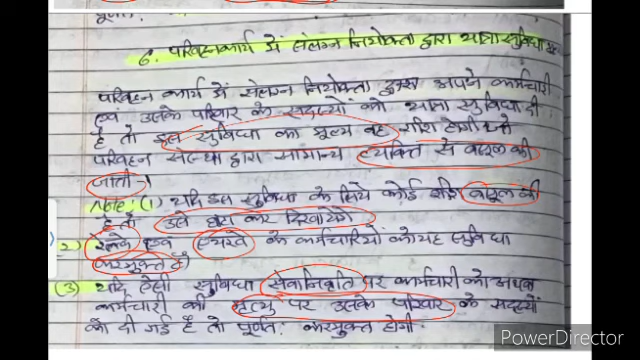 6. परिवहन कार्य में संलग्न नियोक्ता द्वारा यात्रा सुविधा
परिवहन कार्य में संलग्न नियोक्ता द्वारा अपने कर्मचारी
एवं उसके परिवार के सदस्यों को यात्रा सुविधा दी
है तो इस सुविधा का मूल्य वह राशि होगी जो
परिवहन संस्था द्वारा सामान्य व्यक्ति से वसूल की
जाती।
Note: (1) यदि इस सुविधा के लिये कोई राशि वसूल की
है तो उसे घटा कर दिखायेंगे
2) रेलवे एवं एयरवे के कर्मचारियों को यह सुविधा
करमुक्त है
(3) यदि ऐसी सुविधा सेवानिवृति पर कर्मचारी को अथवा
कर्मचारी की मृत्यु पर उसके परिवार के सदस्यों
को दी गई है तो पूर्णतः करमुक्त होगी
PowerDirector